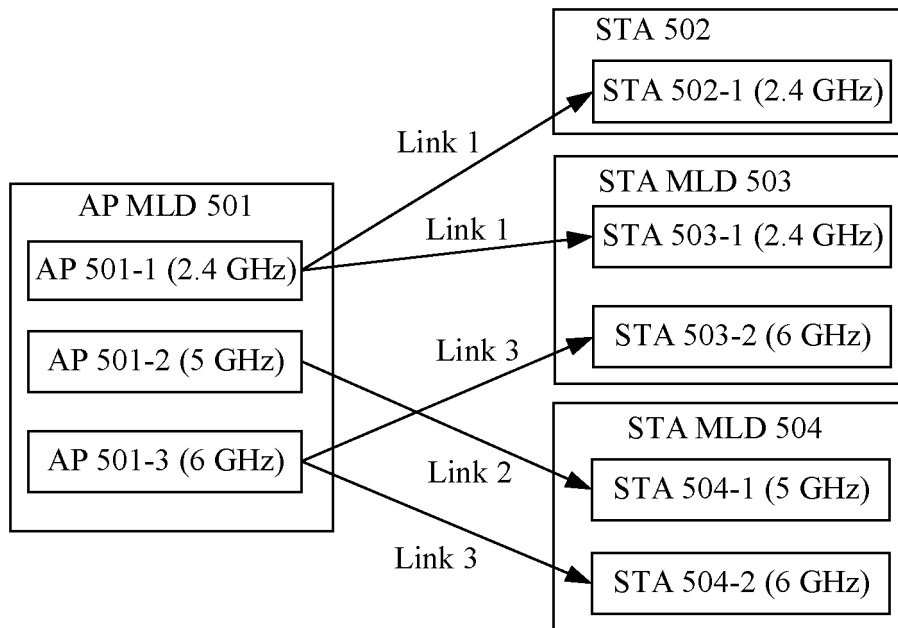 AP MLD 501
AP 501-1 (2.4 GHz)
AP 501-2 (5 GHz)
AP 501-3 (6 GHz)
Link 1
Link 1
Link 3
Link 2
Link 3
STA 502
STA 502-1 (2.4 GHz)
STA MLD 503
STA 503-1 (2.4 GHz)
STA 503-2 (6 GHz)
STA MLD 504
STA 504-1 (5 GHz)
STA 504-2 (6 GHz)